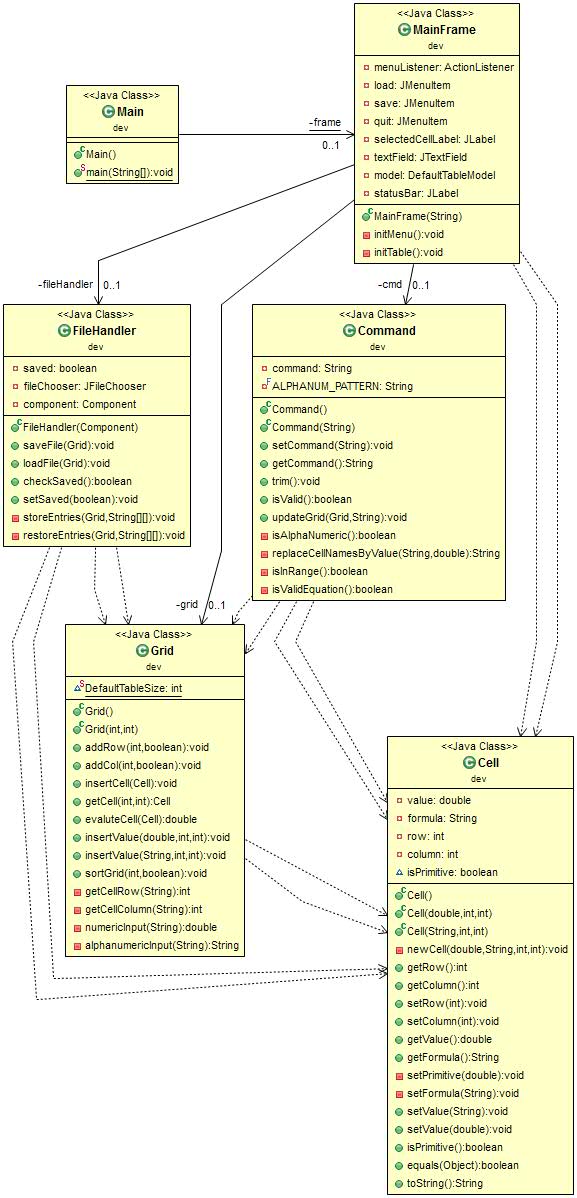 <<Java Class>>
MainFrame
dev
menuListener: ActionListener
load: JMenuItem
save: JMenuItem
quit: JMenuItem
selectedCellLabel: JLabel
textField: JTextField
model: DefaultTableModel
statusBar: JLabel
MainFrame(String)
initMenu():void
initTable():void
<<Java Class>>
Main
dev
Main()
main(String[]):void
-frame
0..1
-fileHandler
0..1
-cmd
0..1
<<Java Class>>
FileHandler
dev
saved: boolean
fileChooser: JFileChooser
component: Component
FileHandler(Component)
saveFile(Grid):void
loadFile(Grid):void
checkSaved():boolean
setSaved(boolean):void
storeEntries(Grid,String[][]):void
restoreEntries(Grid,String[][]):void
<<Java Class>>
Command
dev
command: String
ALPHANUM_PATTERN: String
Command()
Command(String)
setCommand(String):void
getCommand():String
trim():void
isValid():boolean
updateGrid(Grid,String):void
isAlphaNumeric():boolean
replaceCellNamesByValue(String,double):String
isInRange():boolean
isValidEquation():boolean
-grid
0..1
<<Java Class>>
Grid
dev
DefaultTableSize: int
Grid()
Grid(int,int)
addRow(int,boolean):void
addCol(int,boolean):void
insertCell(Cell):void
getCell(int,int):Cell
evaluteCell(Cell):double
insertValue(double,int,int):void
insertValue(String,int,int):void
sortGrid(int,boolean):void
getCellRow(String):int
getCellColumn(String):int
numericInput(String):double
alphanumericInput(String):String
<<Java Class>>
Cell
dev
value: double
formula: String
row: int
column: int
isPrimitive: boolean
Cell()
Cell(double,int,int)
Cell(String,int,int)
newCell(double,String,int,int):void
getRow():int
getColumn():int
setRow(int):void
setColumn(int):void
getValue():double
getFormula():String
setPrimitive(double):void
setFormula(String):void
setValue(String):void
setValue(double):void
isPrimitive():boolean
equals(Object):boolean
toString():String